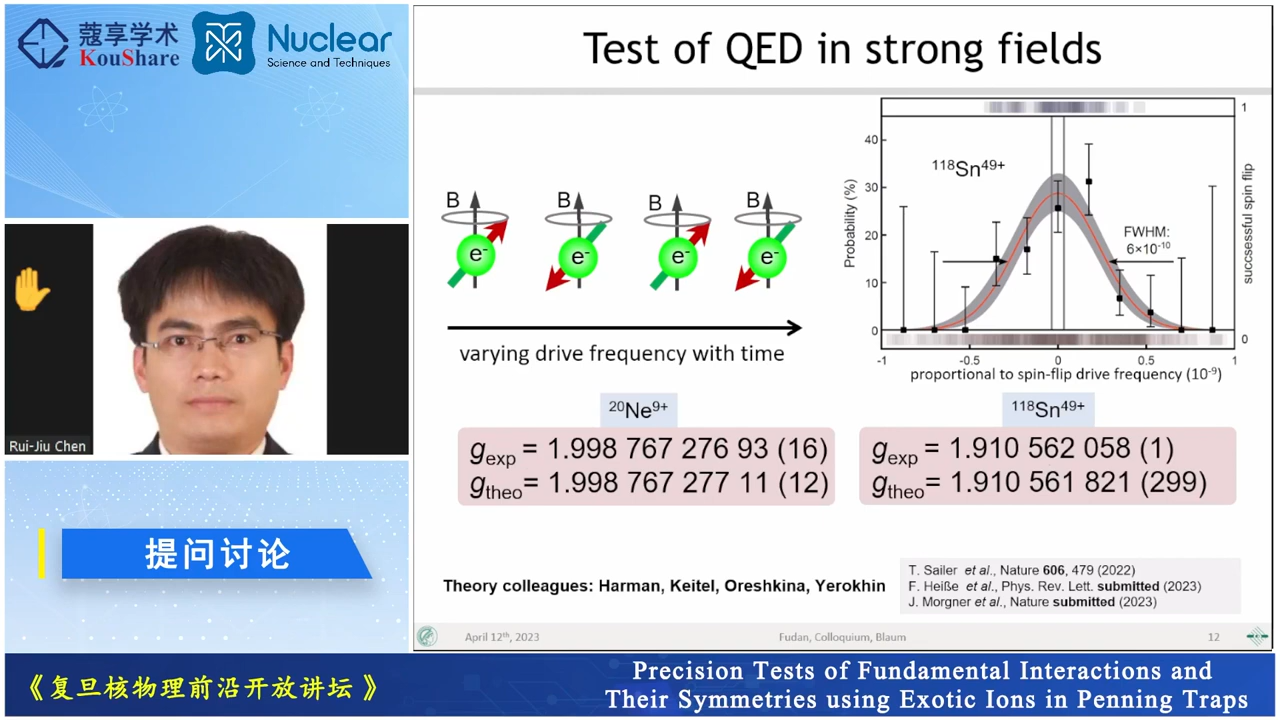 蔻享学术
KouShare
Nuclear
Science and Techniques
Rui-Jiu Chen
提问讨论
Test of QED in strong fields
B
B
B
B
e-
e-
e-
e-
varying drive frequency with time
118Sn49+
FWHM:
6×10-10
Probability (%)
40
30
20
10
0
-1
-0.5
0
0.5
1
proportional to spin-flip drive frequency (10-9)
1
succsessful spin flip
0
20Ne9+
gexp = 1.998 767 276 93 (16)
gtheo= 1.998 767 277 11 (12)
118Sn49+
gexp = 1.910 562 058 (1)
gtheo= 1.910 561 821 (299)
Theory colleagues: Harman, Keitel, Oreshkina, Yerokhin
T. Sailer et al., Nature 606, 479 (2022)
F. Heiße et al., Phys. Rev. Lett. submitted (2023)
J. Morgner et al., Nature submitted (2023)
April 12th, 2023
Fudan, Colloquium, Blaum
12
《复旦核物理前沿开放讲坛》
Precision Tests of Fundamental Interactions and
Their Symmetries using Exotic Ions in Penning Traps